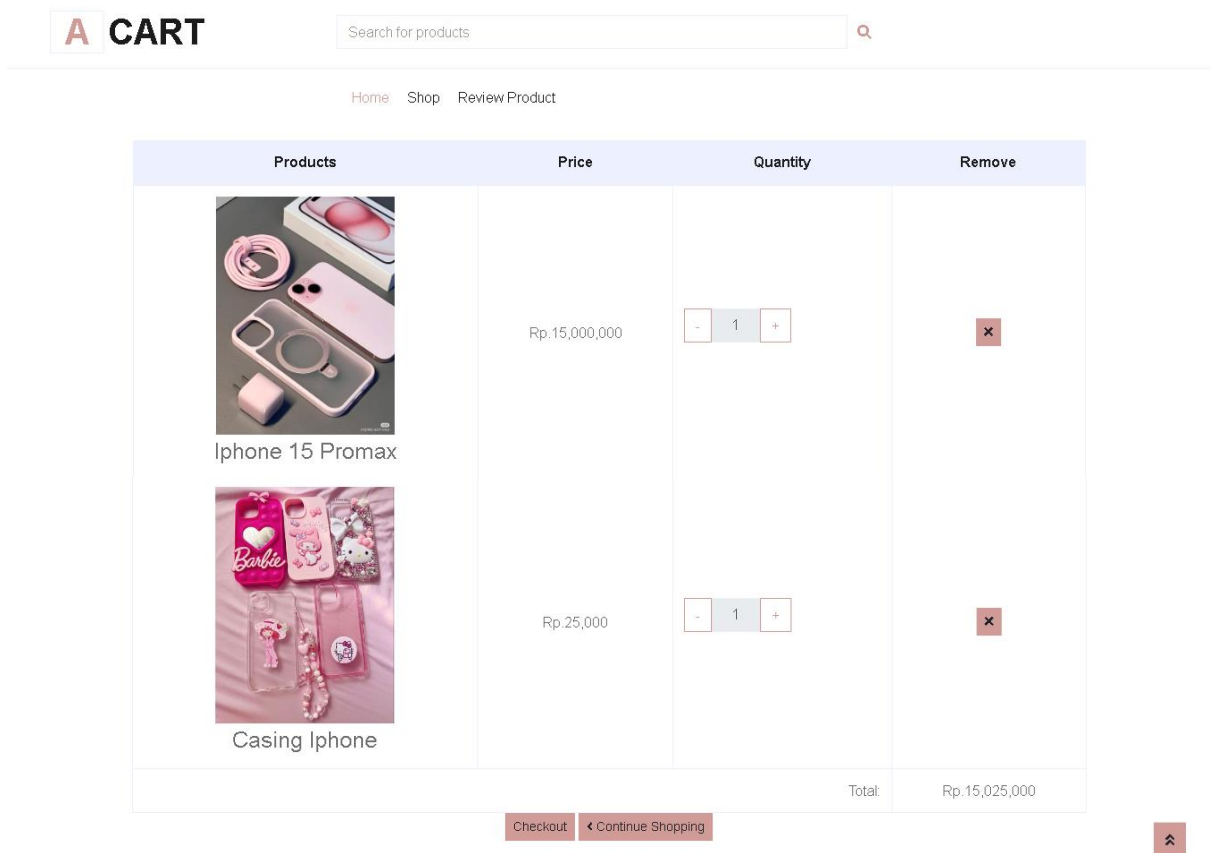 A CART
Search for products
Home Shop Review Product
Products Price Quantity Remove
Rp.15,000,000 - 1 + ×
Iphone 15 Promax
Barbie
Rp.25,000 - 1 + ×
Casing Iphone
Total: Rp.15,025,000
Checkout Continue Shopping